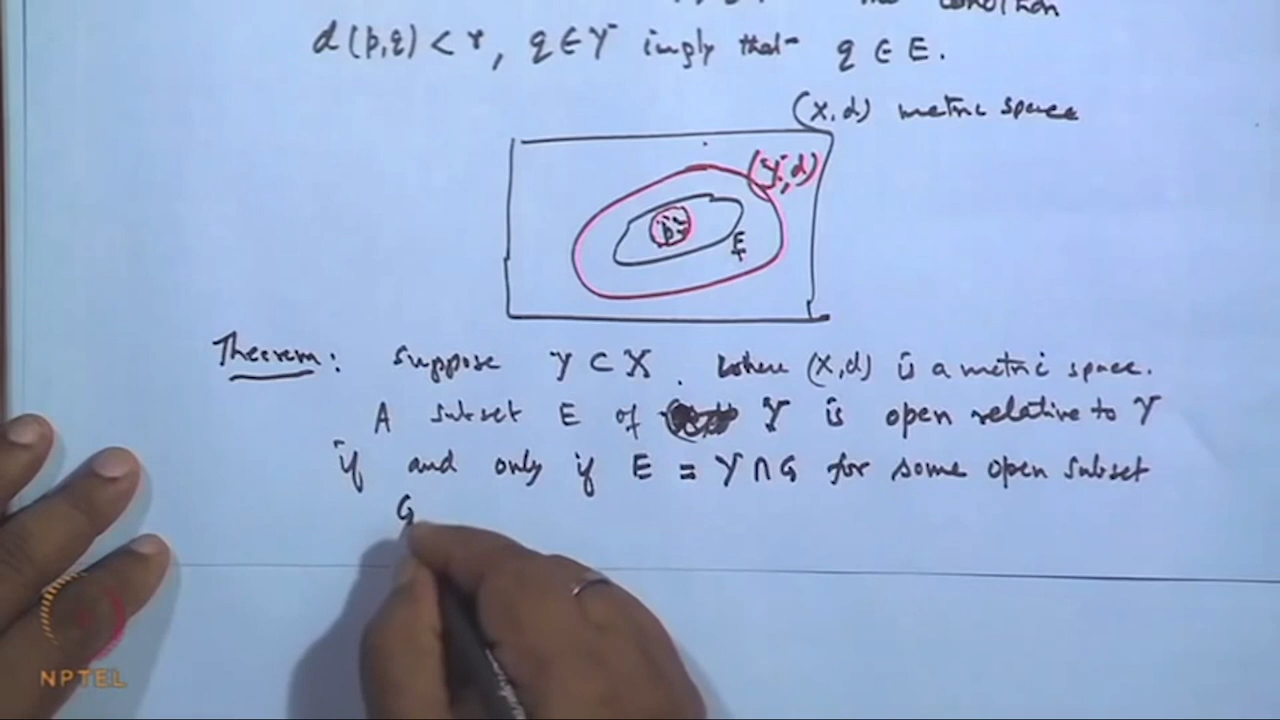 condition
d(p,q) < r, q ∈ Y imply that q ∈ E.
(X,d) metric space
(Y,d)
p
E
Theorem: Suppose Y ⊂ X. Where (X,d) is a metric space.
A subset E of Y is open relative to Y
if and only if E = Y ∩ G for some open subset
G
NPTEL